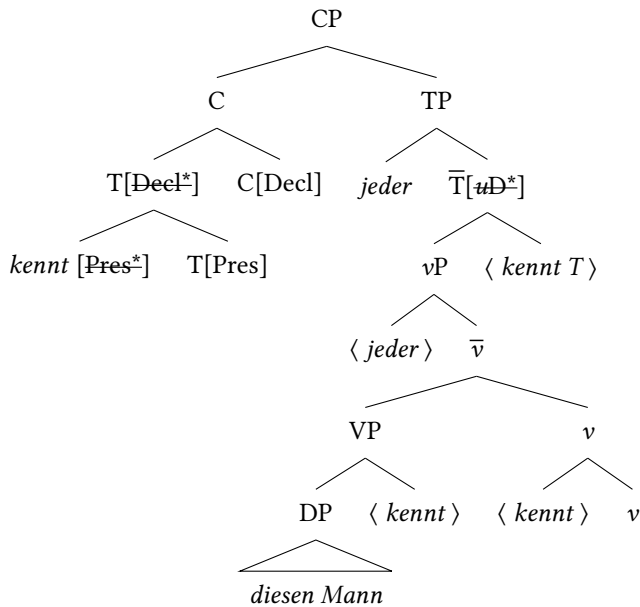 CP
C TP
T[Decl*] C[Decl] jeder T̅[uD*]
kennt [Pres*] T[Pres] vP ⟨ kennt T ⟩
⟨ jeder ⟩ v̅
VP v
DP ⟨ kennt ⟩ ⟨ kennt ⟩ v
diesen Mann